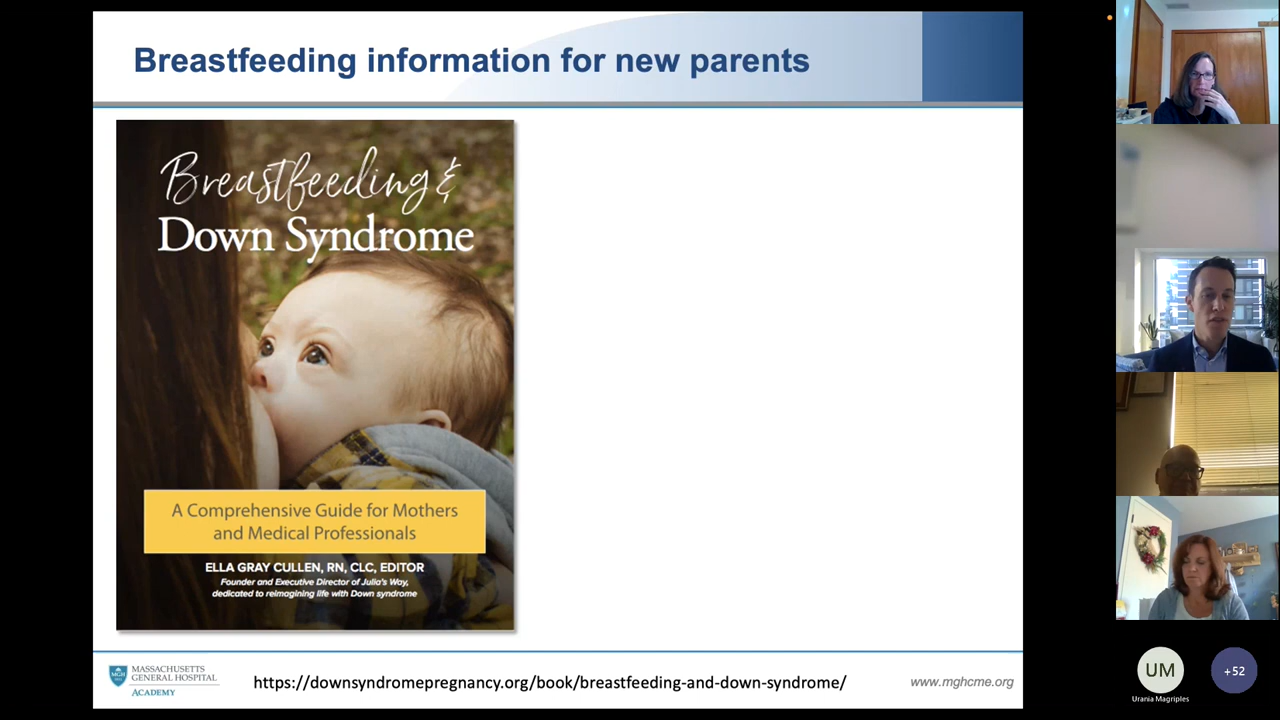 Breastfeeding information for new parents
Breastfeeding &
Down Syndrome
A Comprehensive Guide for Mothers
and Medical Professionals
ELLA GRAY CULLEN, RN, CLC, EDITOR
Founder and Executive Director of Julia's Way,
dedicated to reimagining life with Down syndrome
MGH
1811
MASSACHUSETTS
GENERAL HOSPITAL
ACADEMY
https://downsyndromepregnancy.org/book/breastfeeding-and-down-syndrome/
www.mghcme.org
UM
+52
Urania Magriples